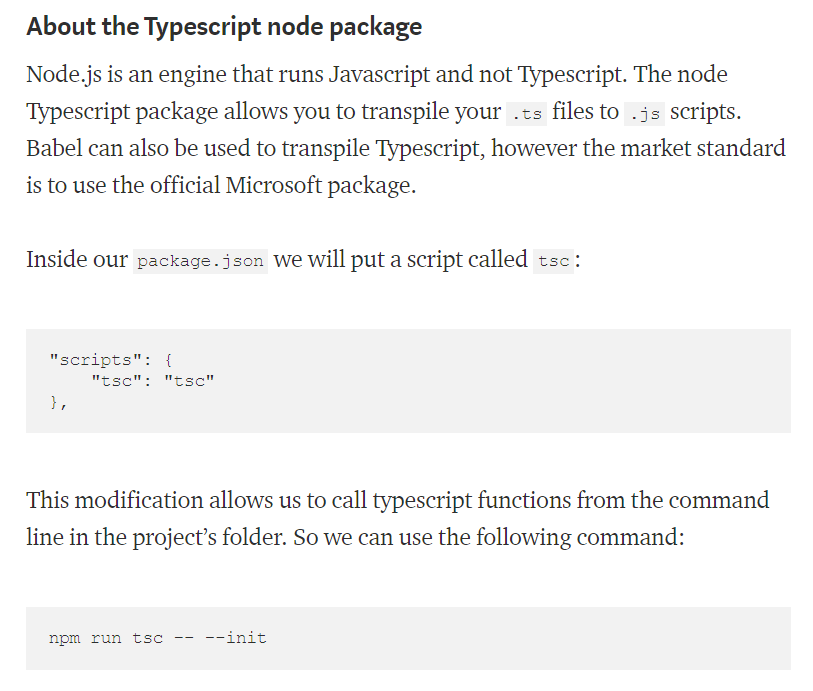 About the Typescript node package
Node.js is an engine that runs Javascript and not Typescript. The node
Typescript package allows you to transpile your .ts files to .js scripts.
Babel can also be used to transpile Typescript, however the market standard
is to use the official Microsoft package.
Inside our package.json we will put a script called tsc:
"scripts": {
    "tsc": "tsc"
},
This modification allows us to call typescript functions from the command
line in the project’s folder. So we can use the following command:
npm run tsc -- --init